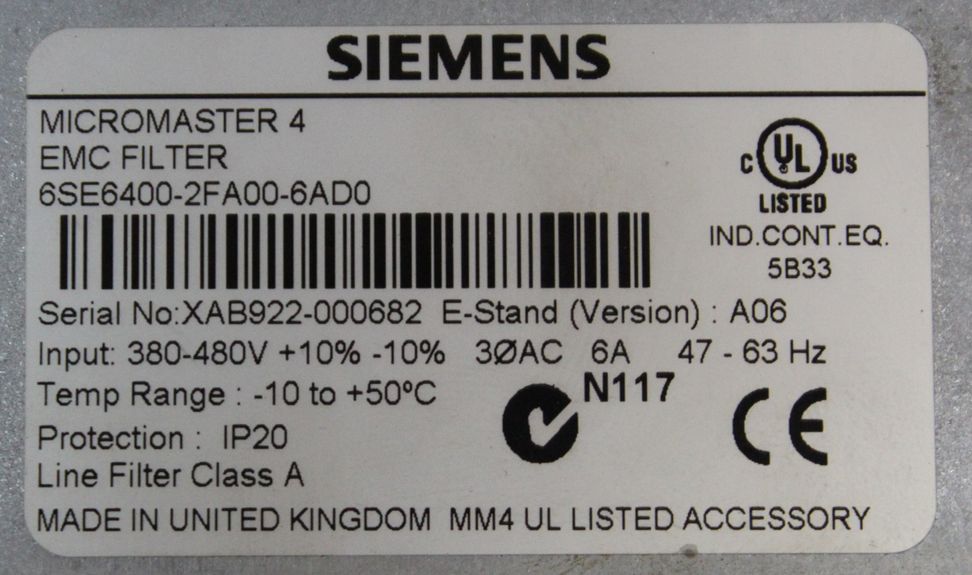 SIEMENS
MICROMASTER 4
EMC FILTER
6SE6400-2FA00-6AD0
C UL US
LISTED
IND.CONT.EQ.
5B33
Serial No:XAB922-000682 E-Stand (Version) : A06
Input: 380-480V +10% -10% 3ØAC 6A 47 - 63 Hz
Temp Range : -10 to +50ºC
N117
CE
Protection : IP20
Line Filter Class A
MADE IN UNITED KINGDOM MM4 UL LISTED ACCESSORY